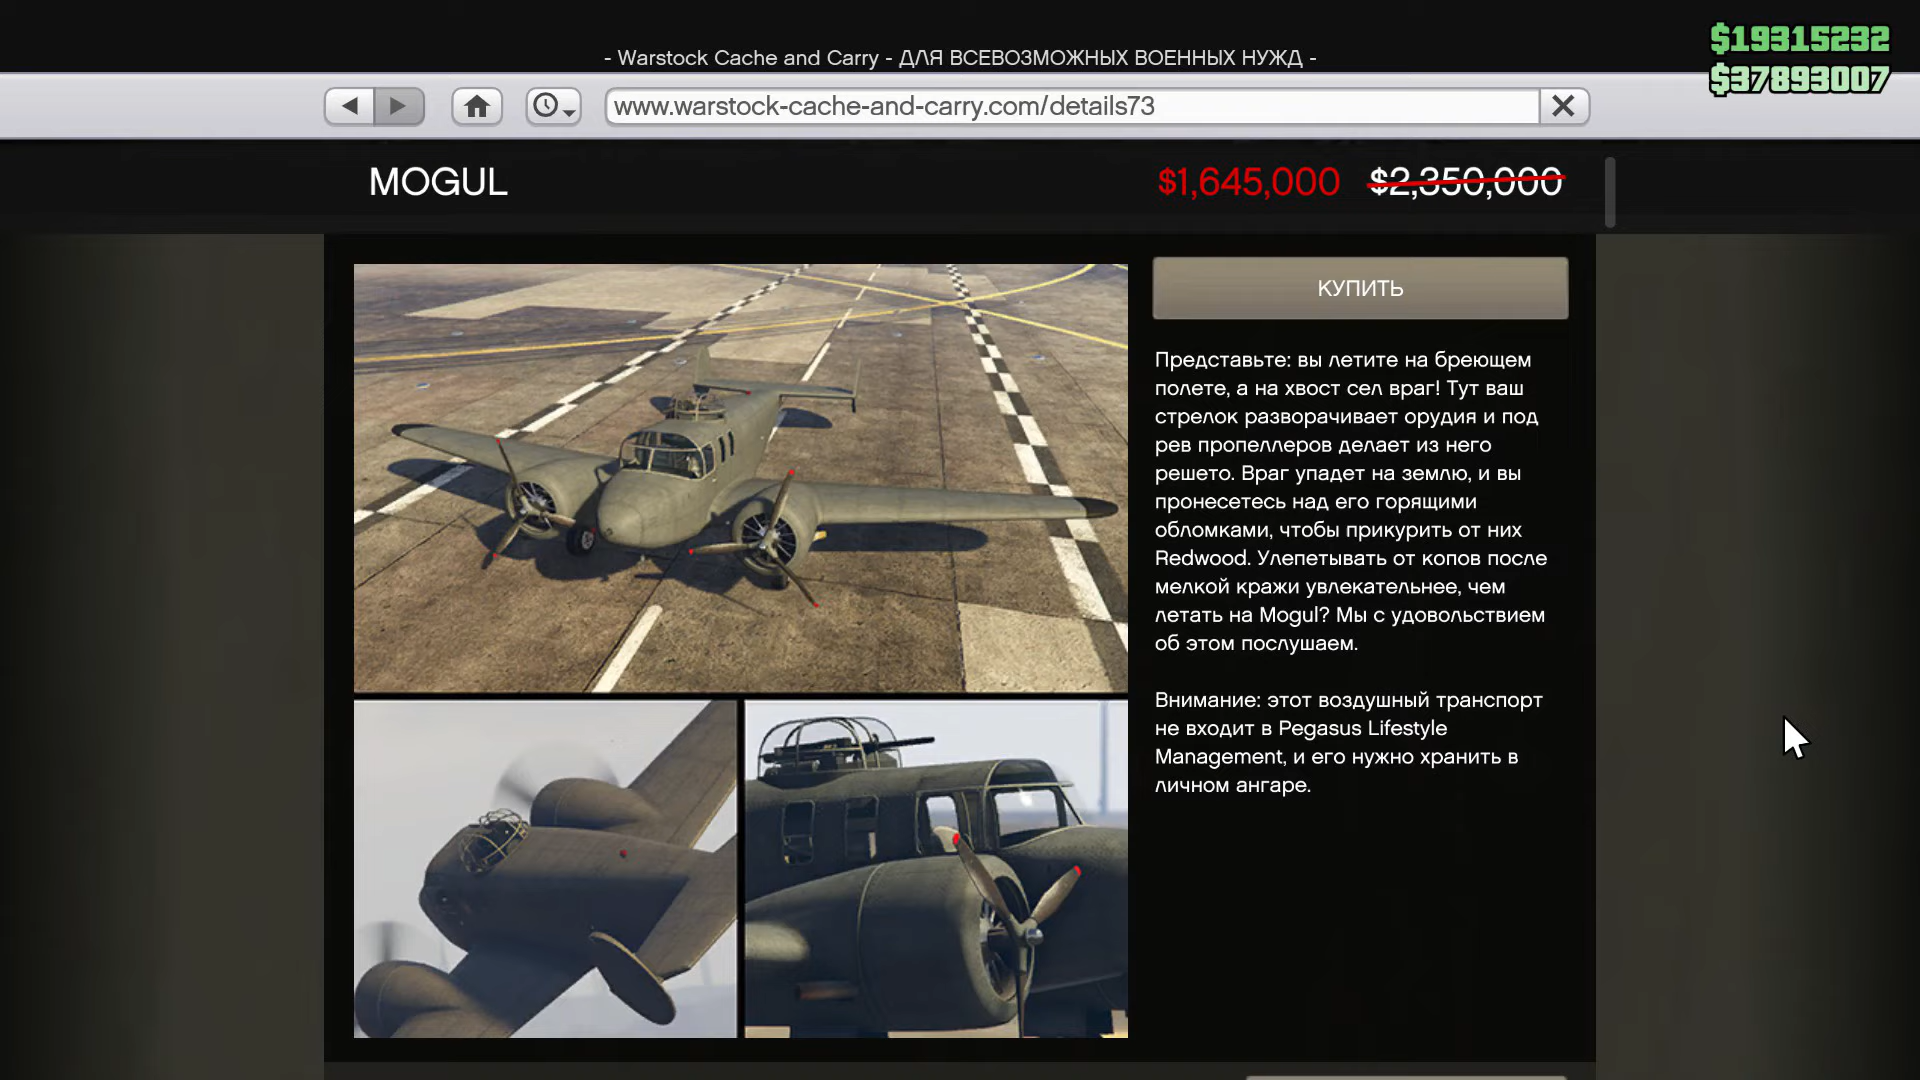 $19315232
- Warstock Cache and Carry - ДЛЯ ВСЕВОЗМОЖНЫХ ВОЕННЫХ НУЖД -
$37893007
www.warstock-cache-and-carry.com/details73
MOGUL
$1,645,000 $2,350,000
КУПИТЬ
Представьте: вы летите на бреющем
полете, а на хвост сел враг! Тут ваш
стрелок разворачивает орудия и под
рев пропеллеров делает из него
решето. Враг упадет на землю, и вы
пронесетесь над его горящими
обломками, чтобы прикурить от них
Redwood. Улепетывать от копов после
мелкой кражи увлекательнее, чем
летать на Mogul? Мы с удовольствием
об этом послушаем.
Внимание: этот воздушный транспорт
не входит в Pegasus Lifestyle
Management, и его нужно хранить в
личном ангаре.